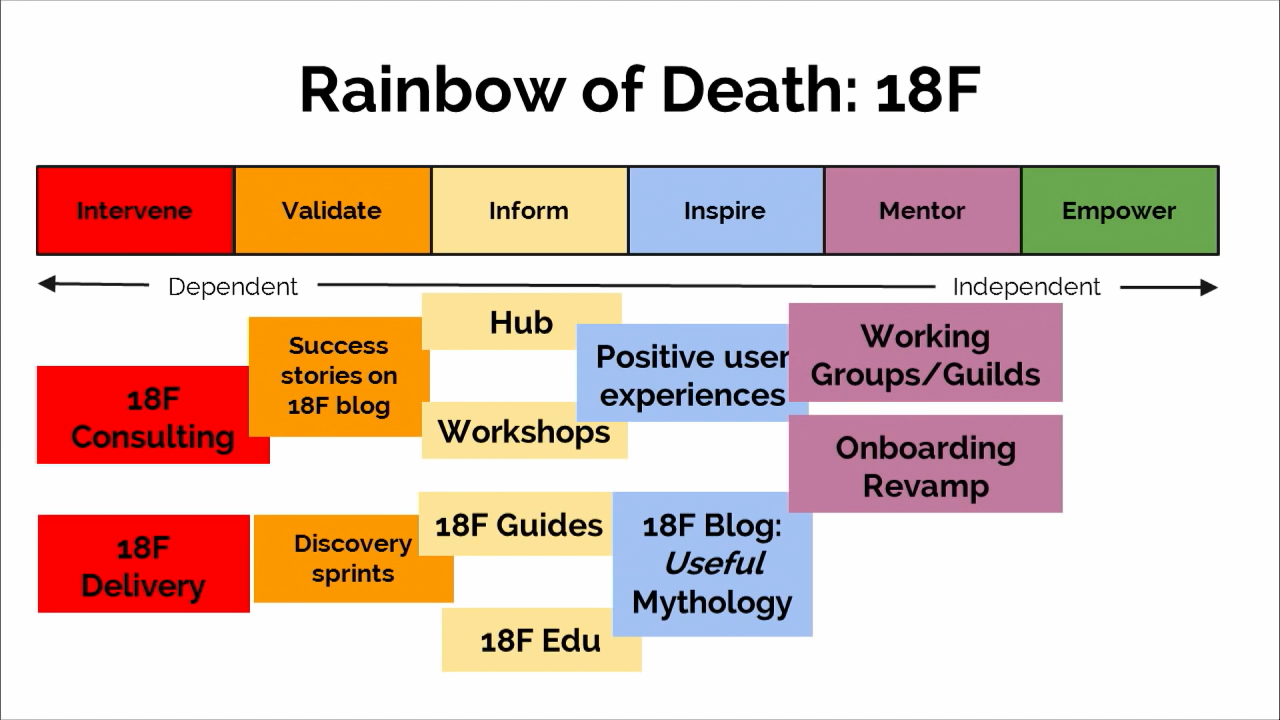 Rainbow of Death: 18F
Intervene
Validate
Inform
Inspire
Mentor
Empower
Dependent
Independent
18F
Consulting
18F
Delivery
Success
stories on
18F blog
Discovery
sprints
Hub
Workshops
18F Guides
18F Edu
Positive user
experiences
18F Blog:
Useful
Mythology
Working
Groups/Guilds
Onboarding
Revamp